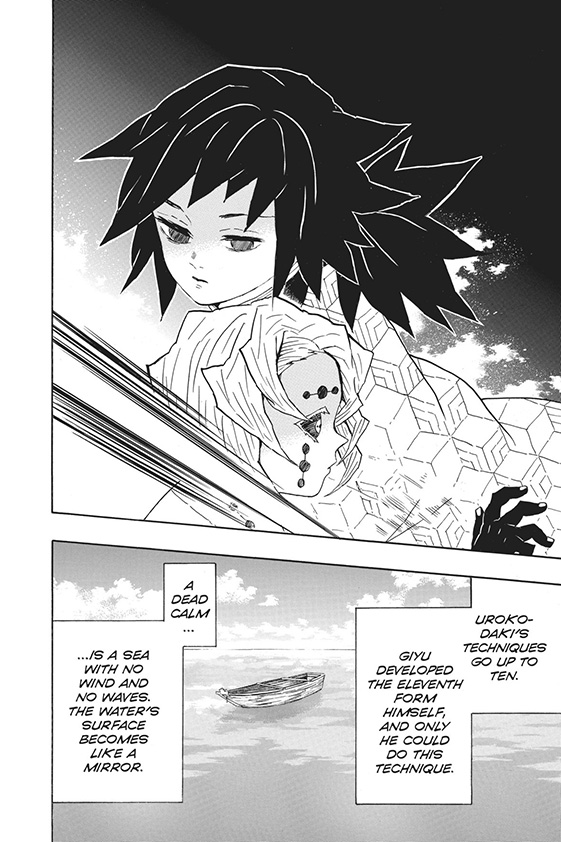 UROKO-
DAKI'S
TECHNIQUES
GO UP TO
TEN.
GIYU
DEVELOPED
THE ELEVENTH
FORM
HIMSELF,
AND ONLY
HE COULD
DO THIS
TECHNIQUE.
A
DEAD
CALM
...
...IS A SEA
WITH NO
WIND AND
NO WAVES.
THE WATER'S
SURFACE
BECOMES
LIKE A
MIRROR.